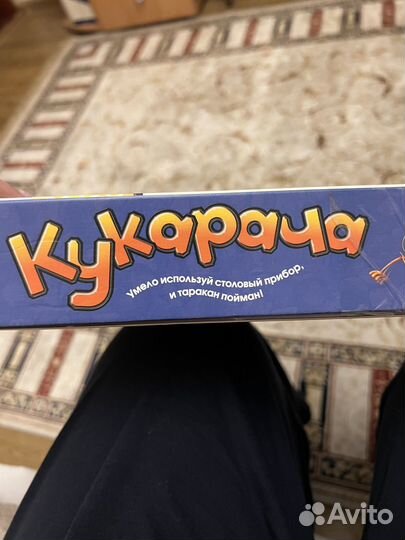 Кукарача
Умело используй столовый прибор,
и таракан пойман!
Avito